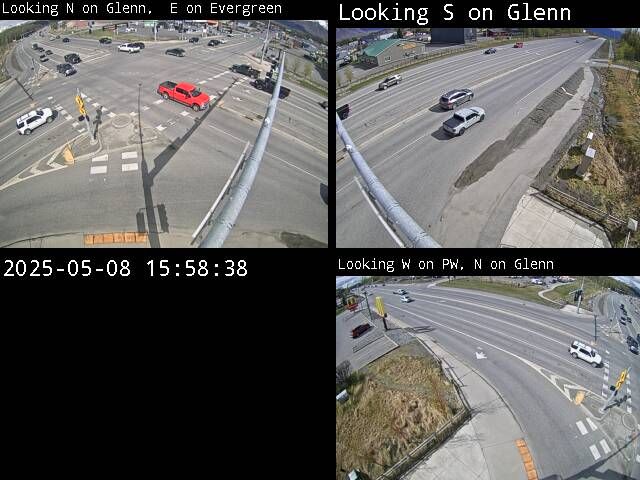 Looking N on Glenn,  E on Evergreen
Looking S on Glenn
2025-05-08 15:58:38
Looking W on PW, N on Glenn